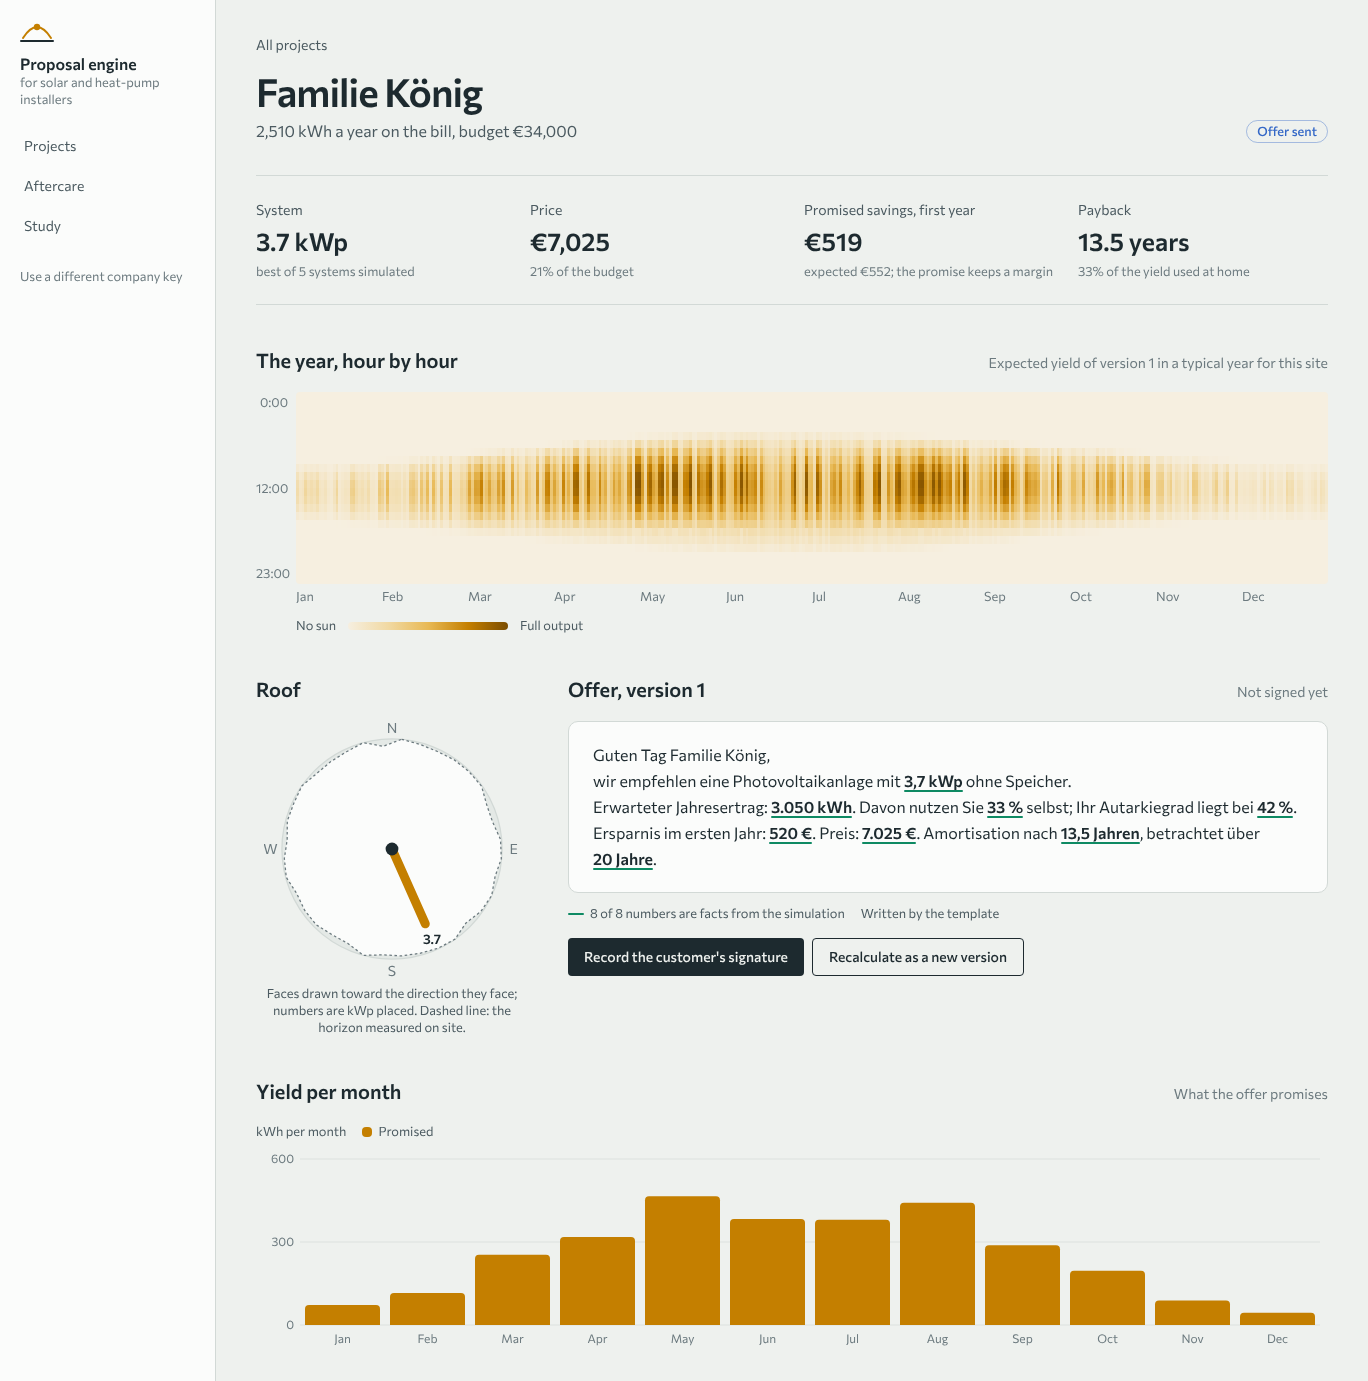 Proposal engine
for solar and heat-pump
installers
Projects
Aftercare
Study
Use a different company key
All projects
Familie König
2,510 kWh a year on the bill, budget €34,000
Offer sent
System
3.7 kWp
best of 5 systems simulated
Price
€7,025
21% of the budget
Promised savings, first year
€519
expected €552; the promise keeps a margin
Payback
13.5 years
33% of the yield used at home
The year, hour by hour
Expected yield of version 1 in a typical year for this site
0:00
12:00
23:00
Jan Feb Mar Apr May Jun Jul Aug Sep Oct Nov Dec
No sun Full output
Roof
N
W
E
3.7
S
Faces drawn toward the direction they face;
numbers are kWp placed. Dashed line: the
horizon measured on site.
Offer, version 1
Not signed yet
Guten Tag Familie König,
wir empfehlen eine Photovoltaikanlage mit 3,7 kWp ohne Speicher.
Erwarteter Jahresertrag: 3.050 kWh. Davon nutzen Sie 33 % selbst; Ihr Autarkiegrad liegt bei 42 %.
Ersparnis im ersten Jahr: 520 €. Preis: 7.025 €. Amortisation nach 13,5 Jahren, betrachtet über
20 Jahre.
8 of 8 numbers are facts from the simulation Written by the template
Record the customer's signature
Recalculate as a new version
Yield per month
What the offer promises
kWh per month Promised
600
300
0
Jan Feb Mar Apr May Jun Jul Aug Sep Oct Nov Dec